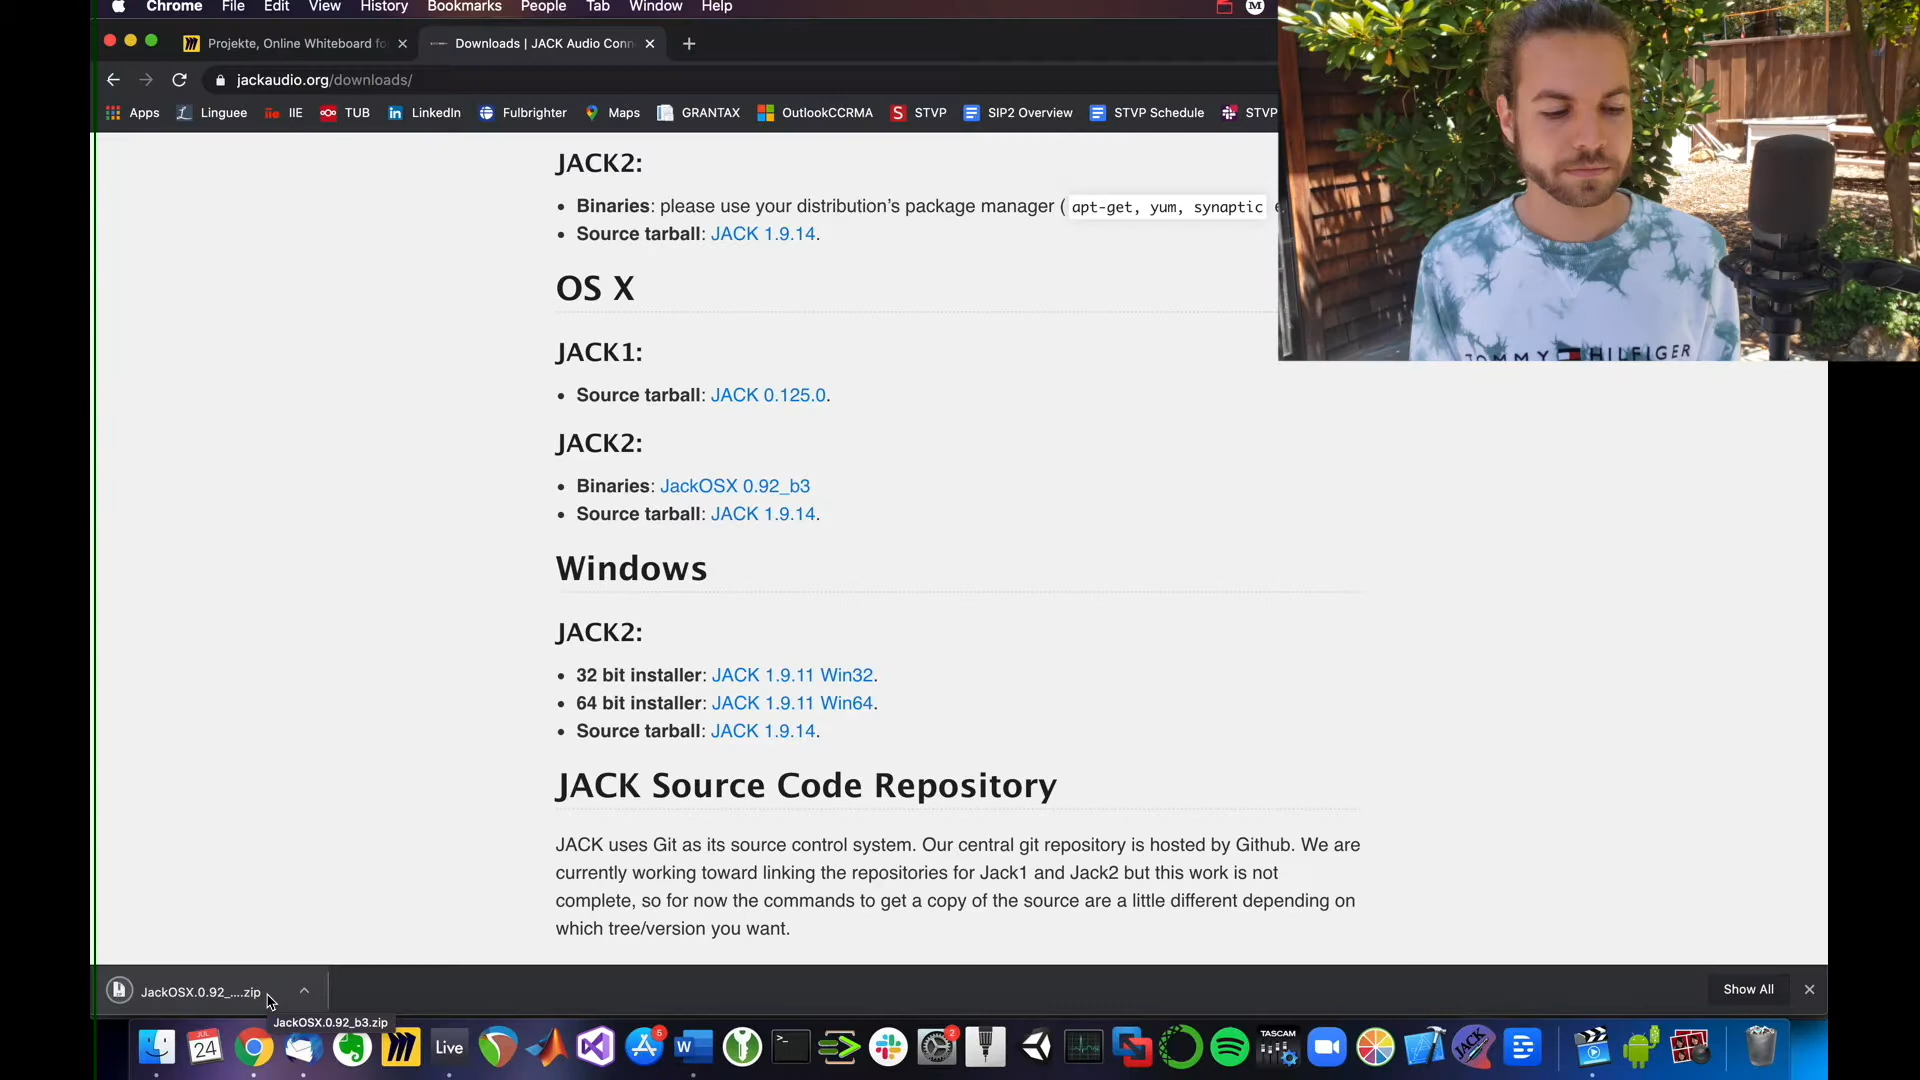 Chrome File Edit View History Bookmarks People Tab Window Help
Projekte, Online Whiteboard fo
Downloads | JACK Audio Conn
jackaudio.org/downloads/
Apps Linguee IIE TUB LinkedIn Fulbrighter Maps GRANTAX OutlookCCRMA STVP SIP2 Overview STVP Schedule STVP
JACK2:
• Binaries: please use your distribution's package manager ( apt-get, yum, synaptic
• Source tarball: JACK 1.9.14.
OS X
JACK1:
• Source tarball: JACK 0.125.0.
JACK2:
• Binaries: JackOSX 0.92_b3
• Source tarball: JACK 1.9.14.
Windows
JACK2:
• 32 bit installer: JACK 1.9.11 Win32.
• 64 bit installer: JACK 1.9.11 Win64.
• Source tarball: JACK 1.9.14.
JACK Source Code Repository
JACK uses Git as its source control system. Our central git repository is hosted by Github. We are
currently working toward linking the repositories for Jack1 and Jack2 but this work is not
complete, so for now the commands to get a copy of the source are a little different depending on
which tree/version you want.
JackOSX.0.92_....zip
Show All
JackOSX.0.92_b3.zip
JUL
24
Live
5
W
2
TASCAM
JACK
TOMMY HILFIGER